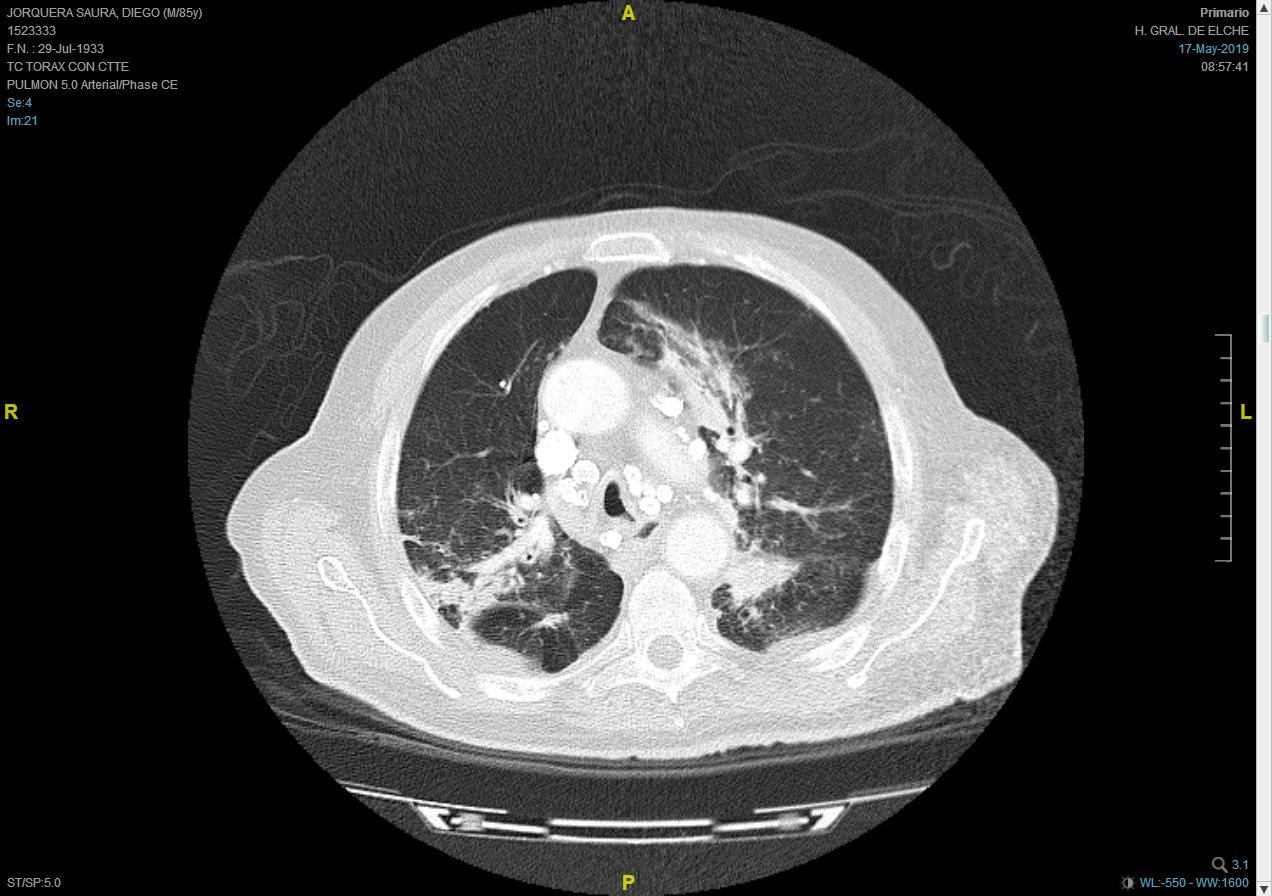 JORQUERA SAURA, DIEGO (M/85y)
1523333
F.N. : 29-Jul-1933
TC TORAX CON CTTE
PULMON 5.0 Arterial/Phase CE
Se:4
Im:21
A
Primario
H. GRAL. DE ELCHE
17-May-2019
08:57:41
R
L
3.1
ST/SP:5.0
P
WL:-550 - WW:1600